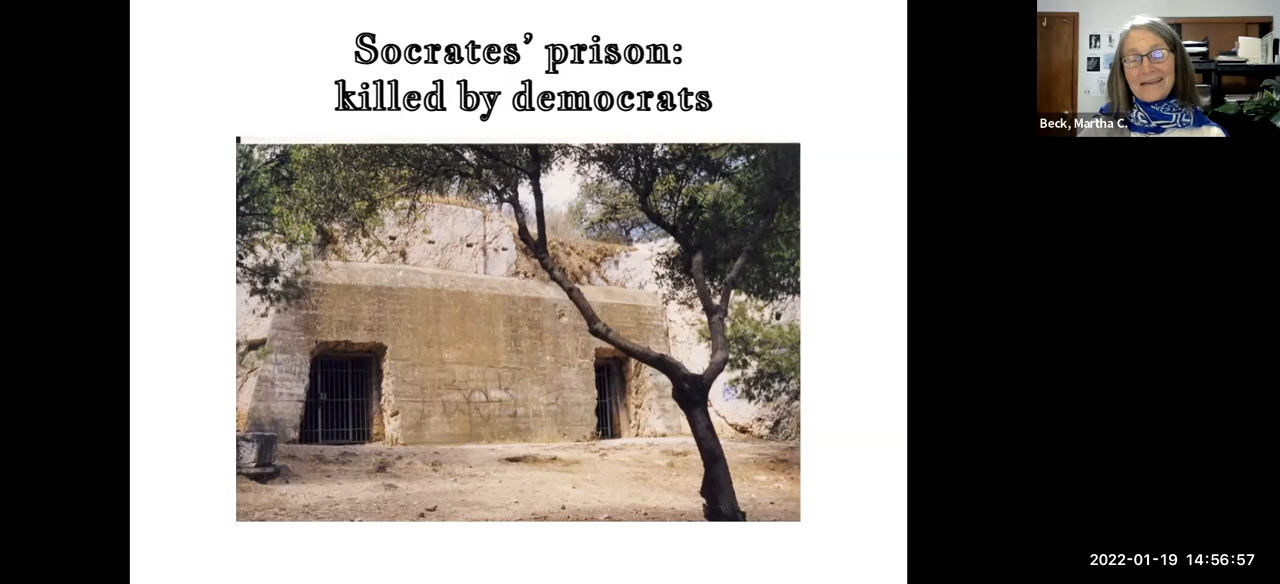 Socrates’ prison:
killed by democrats
Beck, Martha C.
2022-01-19 14:56:57